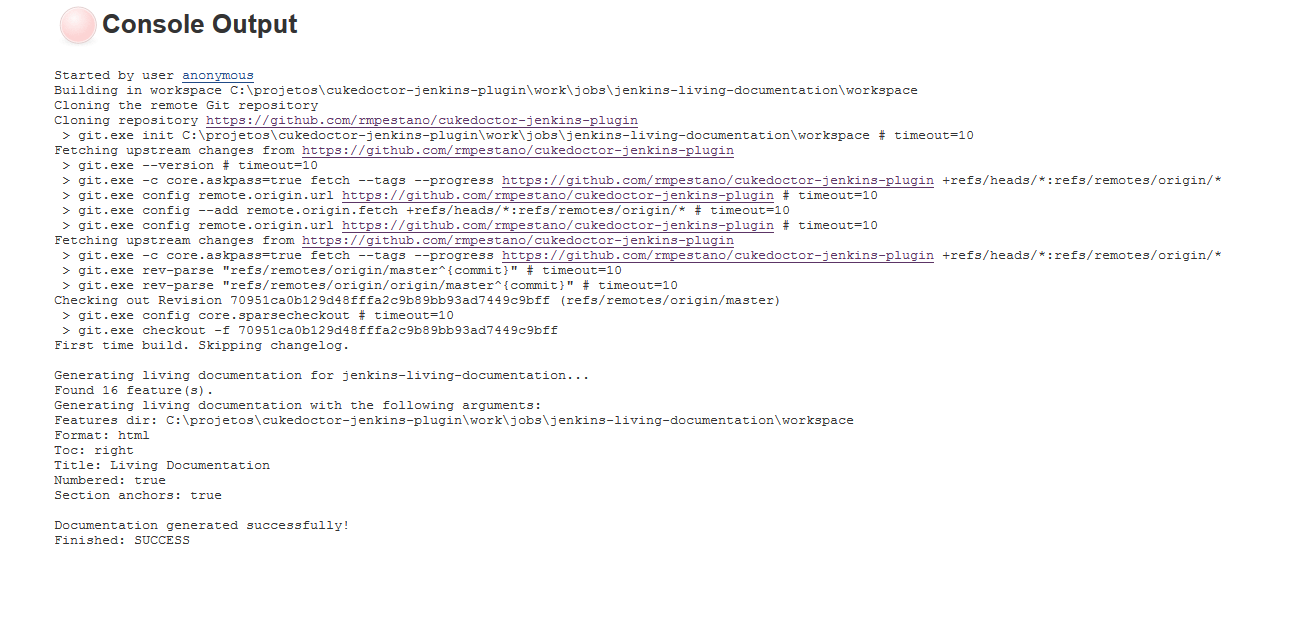 Console Output
Started by user anonymous
Building in workspace C:\projetos\cukedoctor-jenkins-plugin\work\jobs\jenkins-living-documentation\workspace
Cloning the remote Git repository
Cloning repository https://github.com/rmpestano/cukedoctor-jenkins-plugin
 > git.exe init C:\projetos\cukedoctor-jenkins-plugin\work\jobs\jenkins-living-documentation\workspace # timeout=10
Fetching upstream changes from https://github.com/rmpestano/cukedoctor-jenkins-plugin
 > git.exe --version # timeout=10
 > git.exe -c core.askpass=true fetch --tags --progress https://github.com/rmpestano/cukedoctor-jenkins-plugin +refs/heads/*:refs/remotes/origin/*
 > git.exe config remote.origin.url https://github.com/rmpestano/cukedoctor-jenkins-plugin # timeout=10
 > git.exe config --add remote.origin.fetch +refs/heads/*:refs/remotes/origin/* # timeout=10
 > git.exe config remote.origin.url https://github.com/rmpestano/cukedoctor-jenkins-plugin # timeout=10
Fetching upstream changes from https://github.com/rmpestano/cukedoctor-jenkins-plugin
 > git.exe -c core.askpass=true fetch --tags --progress https://github.com/rmpestano/cukedoctor-jenkins-plugin +refs/heads/*:refs/remotes/origin/*
 > git.exe rev-parse "refs/remotes/origin/master^{commit}" # timeout=10
 > git.exe rev-parse "refs/remotes/origin/origin/master^{commit}" # timeout=10
Checking out Revision 70951ca0b129d48fffa2c9b89bb93ad7449c9bff (refs/remotes/origin/master)
 > git.exe config core.sparsecheckout # timeout=10
 > git.exe checkout -f 70951ca0b129d48fffa2c9b89bb93ad7449c9bff
First time build. Skipping changelog.
Generating living documentation for jenkins-living-documentation...
Found 16 feature(s).
Generating living documentation with the following arguments:
Features dir: C:\projetos\cukedoctor-jenkins-plugin\work\jobs\jenkins-living-documentation\workspace
Format: html
Toc: right
Title: Living Documentation
Numbered: true
Section anchors: true
Documentation generated successfully!
Finished: SUCCESS